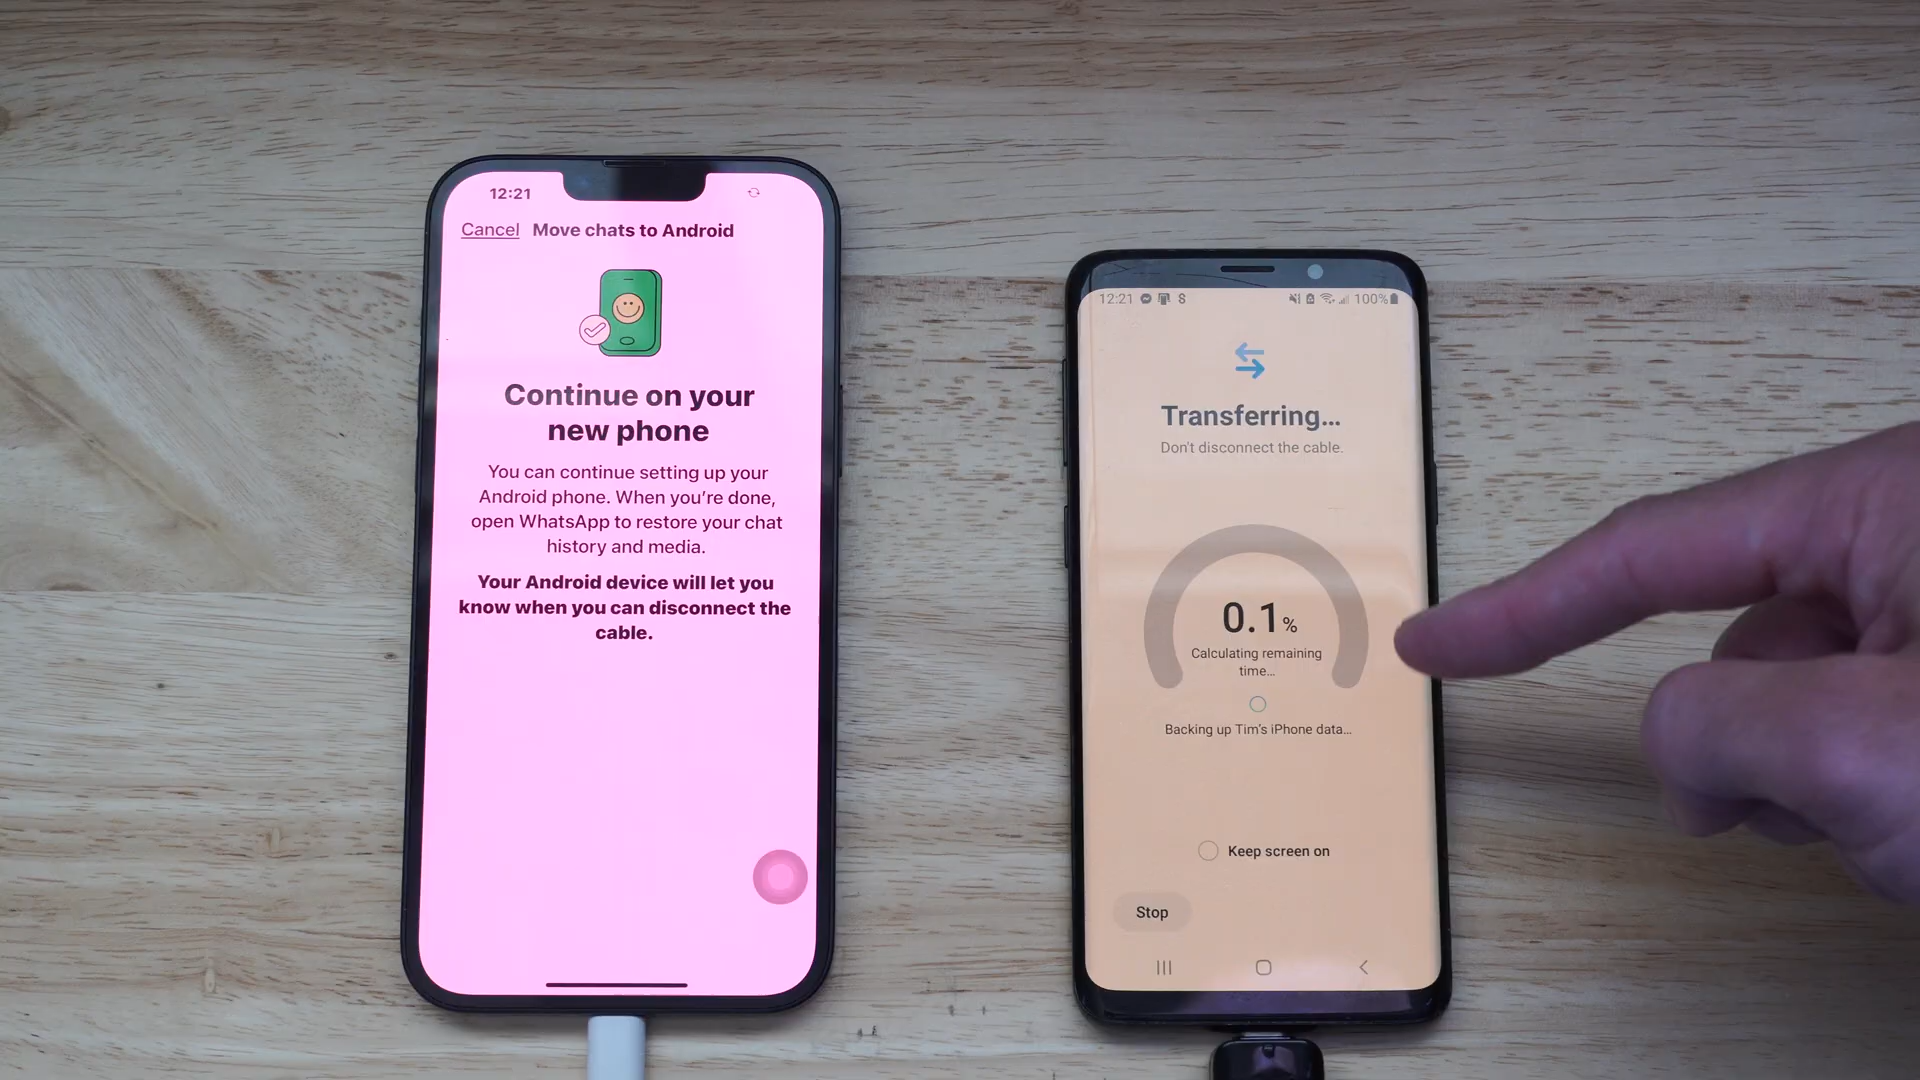 12:21
Cancel Move chats to Android
Continue on your
new phone
You can continue setting up your
Android phone. When you’re done,
open WhatsApp to restore your chat
history and media.
Your Android device will let you
know when you can disconnect the
cable.
12:21
100%
Transferring...
Don't disconnect the cable.
0.1%
Calculating remaining
time...
Backing up Tim's iPhone data...
Keep screen on
Stop